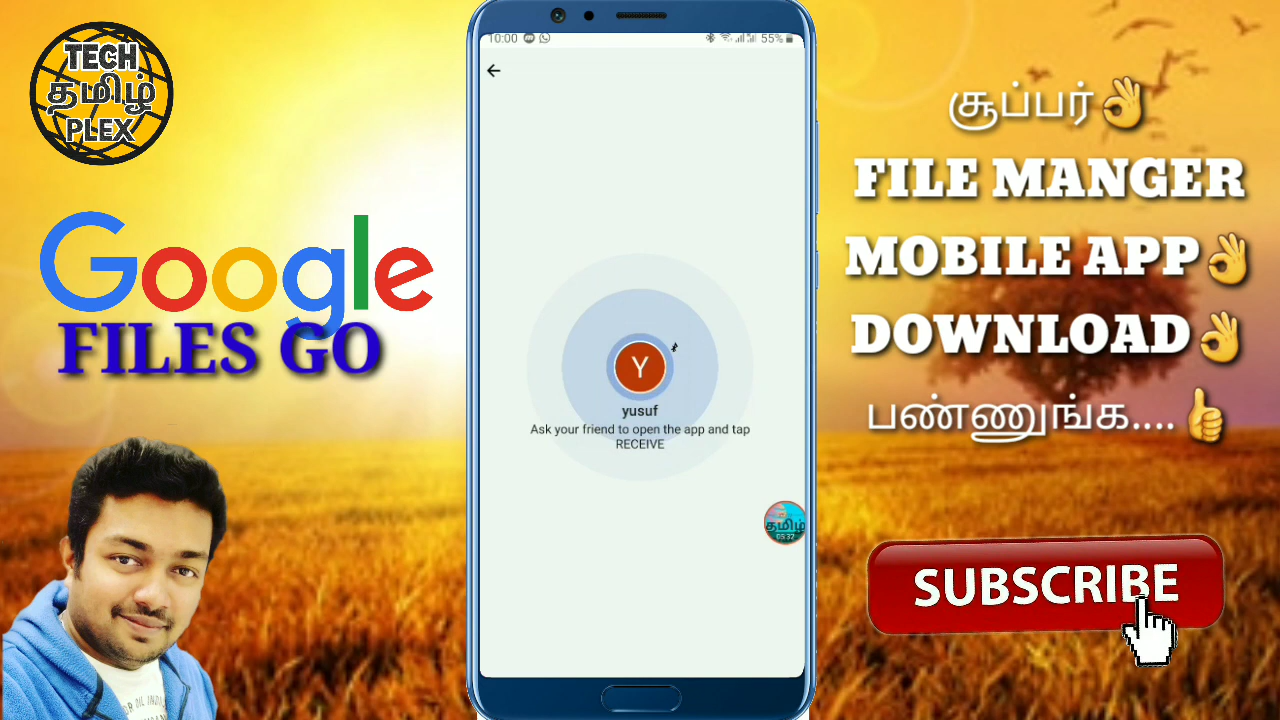 TECH
தமிழ்
PLEX
Google
FILES GO
10:00
55%
Y
yusuf
Ask your friend to open the app and tap
RECEIVE
தமிழ்
சூப்பர்👌
FILE MANGER
MOBILE APP👌
DOWNLOAD👌
பண்ணுங்க....👍
SUBSCRIBE